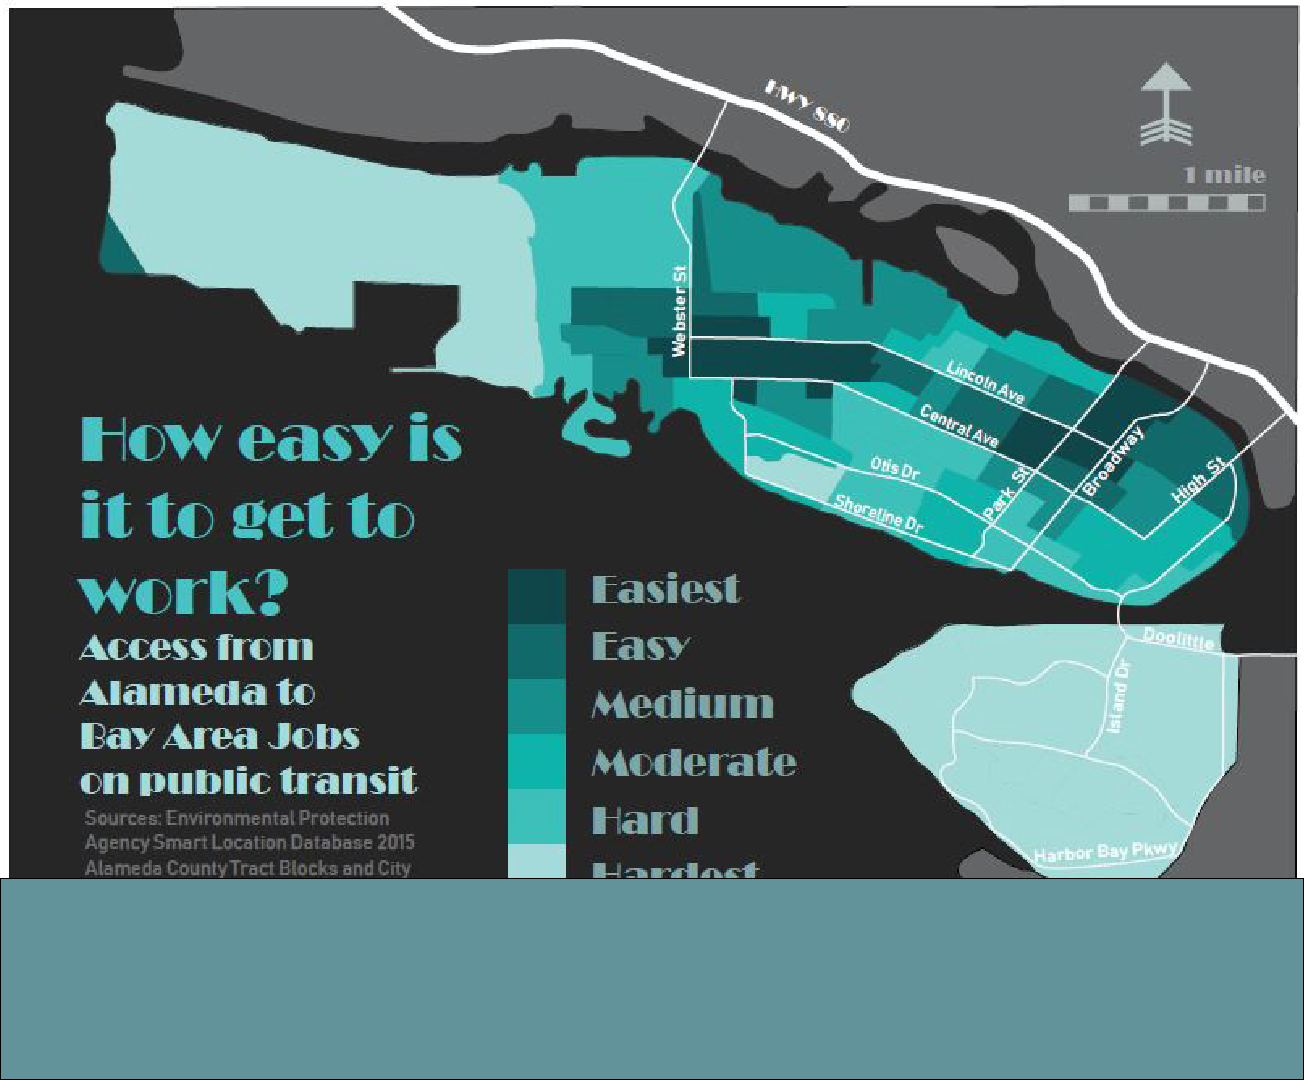 HWY 880
1 mile
Webster St
Lincoln Ave
Central Ave
Otis Dr
Park St
Broadway
High St
Shoreline Dr
How easy is
it to get to
work?
Access from
Alameda to
Bay Area Jobs
on public transit
Sources: Environmental Protection
Agency Smart Location Database 2015
Alameda County Tract Blocks and City
Easiest
Easy
Medium
Moderate
Hard
Hardest
Doolittle
Island Dr
Harbor Bay Pkwy